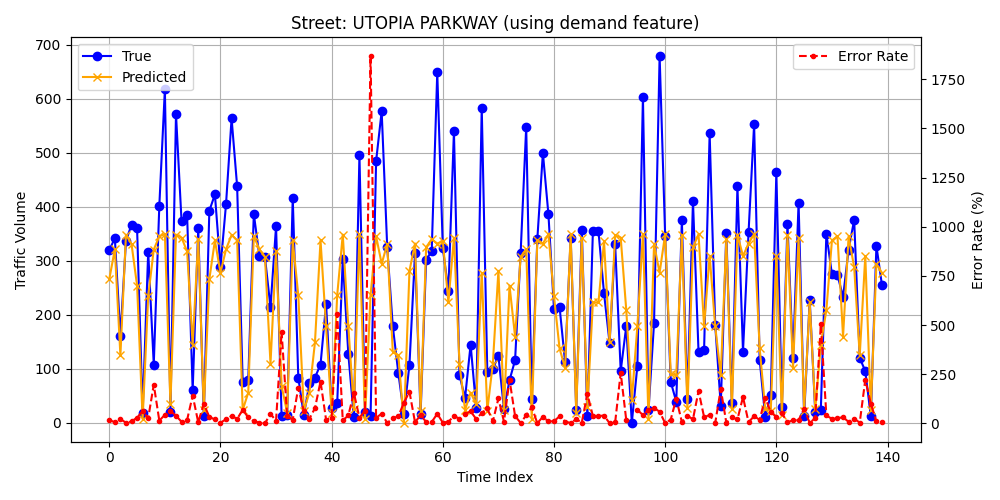 Street: UTOPIA PARKWAY (using demand feature)
True
Predicted
Error Rate
Traffic Volume
700
600
500
400
300
200
100
0
1750
1500
1250
1000
750
500
250
0
Error Rate (%)
0 20 40 60 80 100 120 140
Time Index